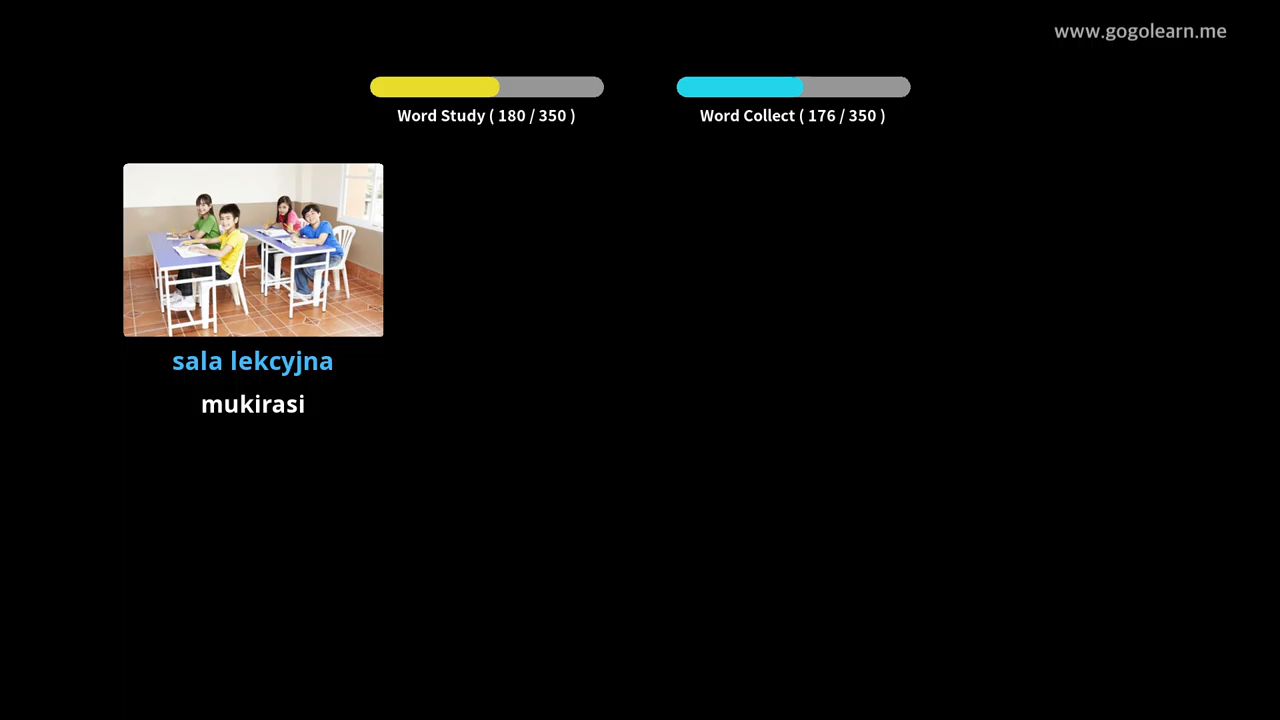 www.gogolearn.me
Word Study ( 180 / 350 )
Word Collect ( 176 / 350 )
sala lekcyjna
mukirasi